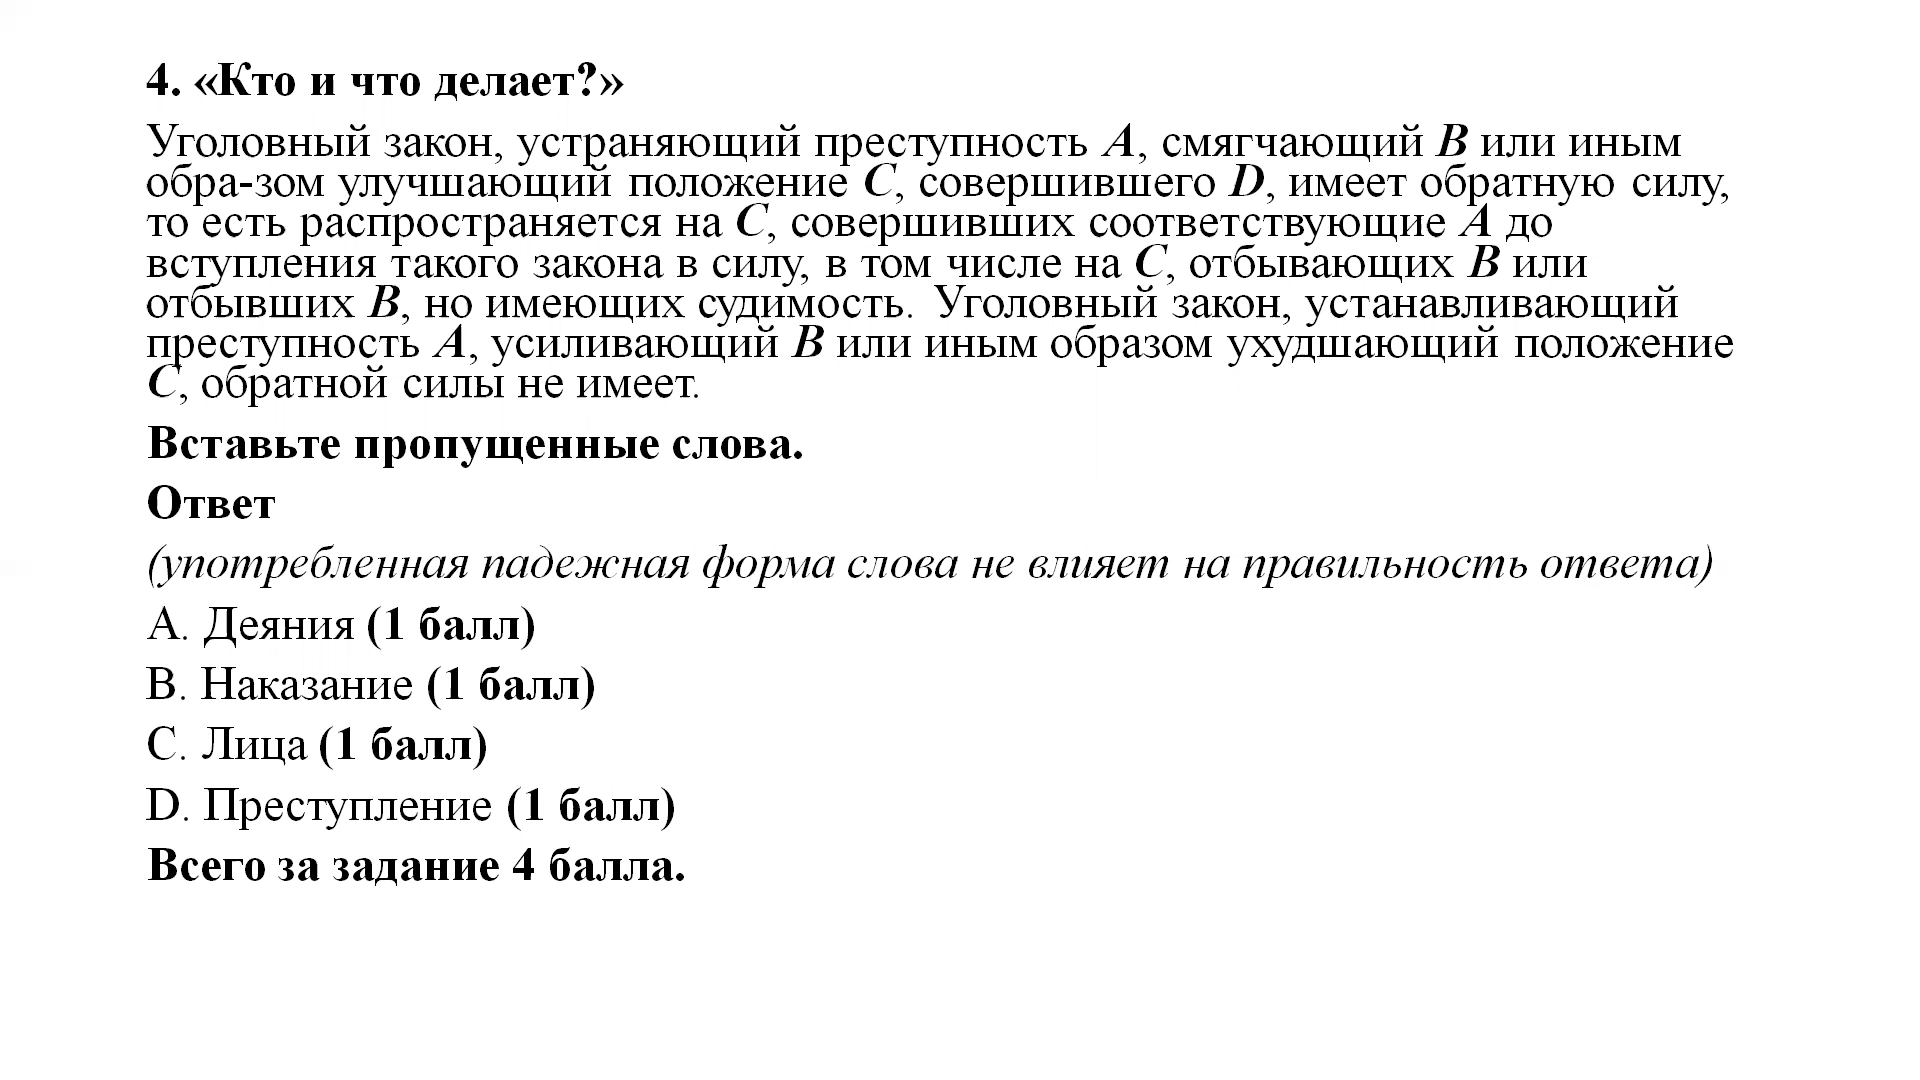 4. «Кто и что делает?»
Уголовный закон, устраняющий преступность A, смягчающий B или иным
обра-зом улучшающий положение C, совершившего D, имеет обратную силу,
то есть распространяется на C, совершивших соответствующие A до
вступления такого закона в силу, в том числе на C, отбывающих B или
отбывших B, но имеющих судимость. Уголовный закон, устанавливающий
преступность A, усиливающий B или иным образом ухудшающий положение
C, обратной силы не имеет.
Вставьте пропущенные слова.
Ответ
(употребленная падежная форма слова не влияет на правильность ответа)
A. Деяния (1 балл)
B. Наказание (1 балл)
C. Лица (1 балл)
D. Преступление (1 балл)
Всего за задание 4 балла.